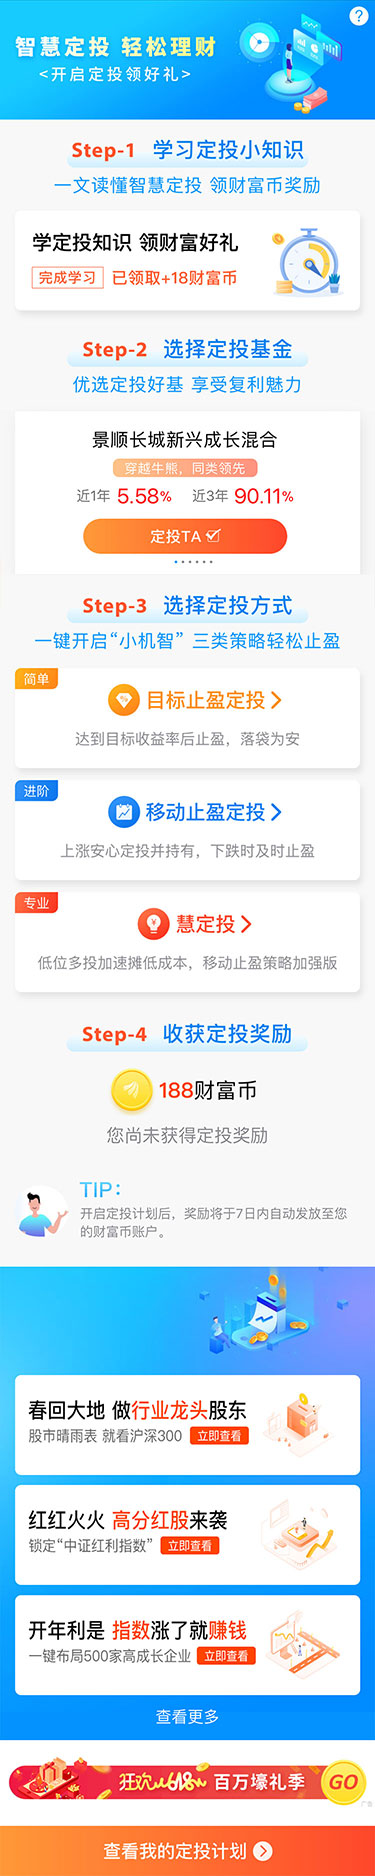 ?
智慧定投 轻松理财
<开启定投领好礼>
Step-1 学习定投小知识
一文读懂智慧定投 领财富币奖励
学定投知识 领财富好礼
完成学习 已领取+18财富币
Step-2 选择定投基金
优选定投好基 享受复利魅力
景顺长城新兴成长混合
穿越牛熊，同类领先
近1年 5.58% 近3年 90.11%
定投TA
Step-3 选择定投方式
一键开启“小机智” 三类策略轻松止盈
简单
目标止盈定投
达到目标收益率后止盈，落袋为安
进阶
移动止盈定投
上涨安心定投并持有，下跌时及时止盈
专业
慧定投
低位多投加速摊低成本，移动止盈策略加强版
Step-4 收获定投奖励
188财富币
您尚未获得定投奖励
TIP：
开启定投计划后，奖励将于7日内自动发放至您
的财富币账户。
春回大地 做行业龙头股东
股市晴雨表 就看沪深300 立即查看
红红火火 高分红股来袭
锁定“中证红利指数” 立即查看
开年利是 指数涨了就赚钱
一键布局500家高成长企业 立即查看
查看更多
狂欢618 百万壕礼季 GO
广告
查看我的定投计划